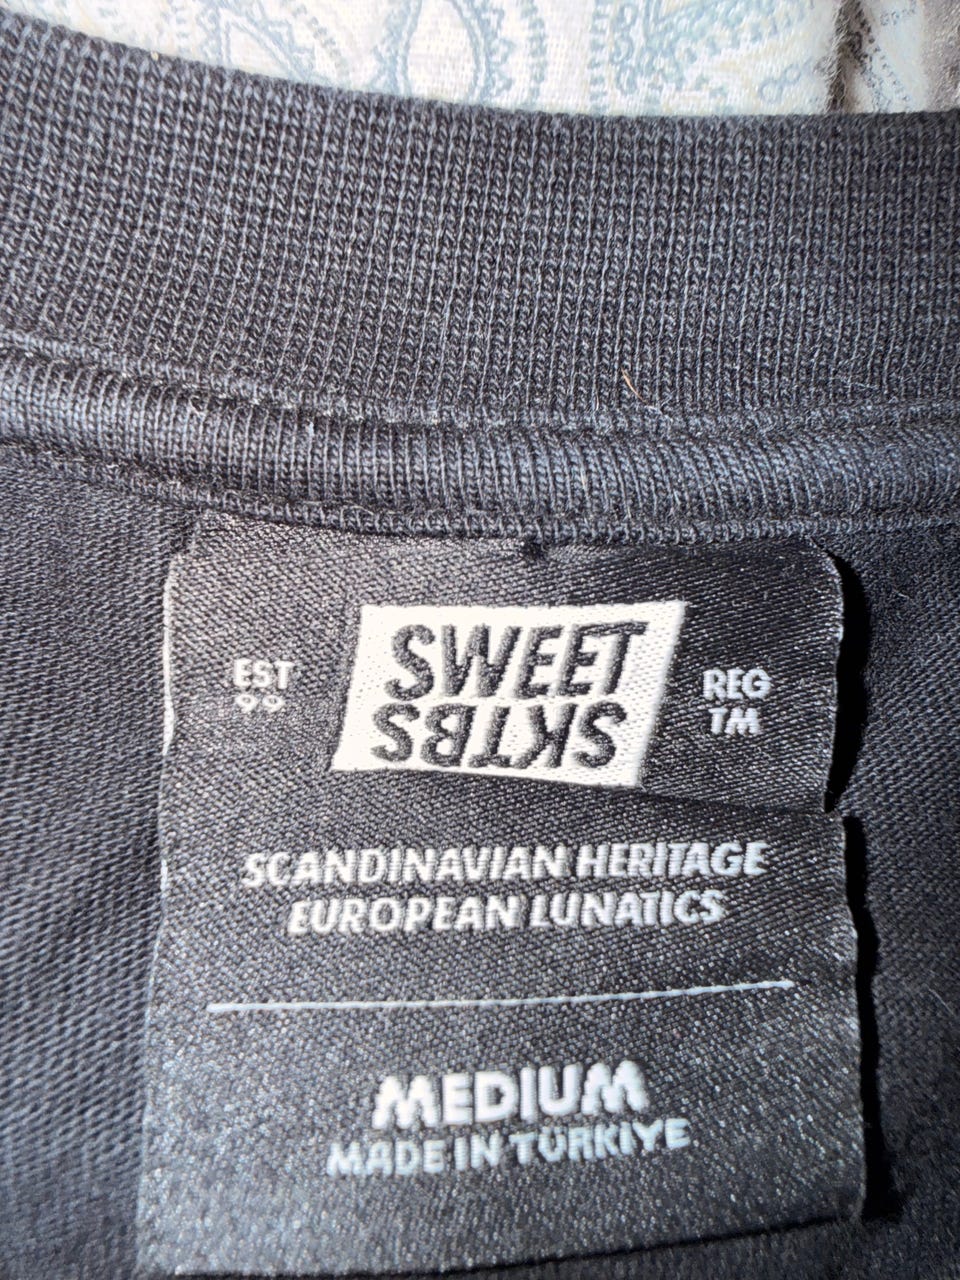 EST
99
SWEET
SKTBS
REG
TM
SCANDINAVIAN HERITAGE
EUROPEAN LUNATICS
MEDIUM
MADE IN TÜRKIYE